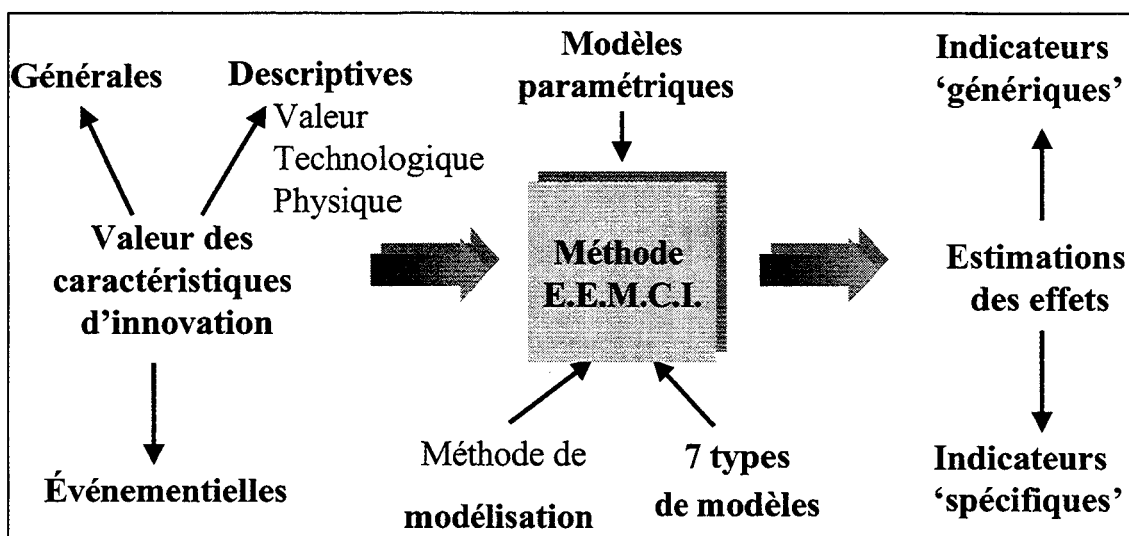 Générales
Descriptives
Valeur
Technologique
Physique
Valeur des
caractéristiques
d’innovation
Événementielles
Modèles
paramétriques
Méthode
E.E.M.C.I.
Méthode de
modélisation
7 types
de modèles
Indicateurs
‘génériques’
Estimations
des effets
Indicateurs
‘spécifiques’